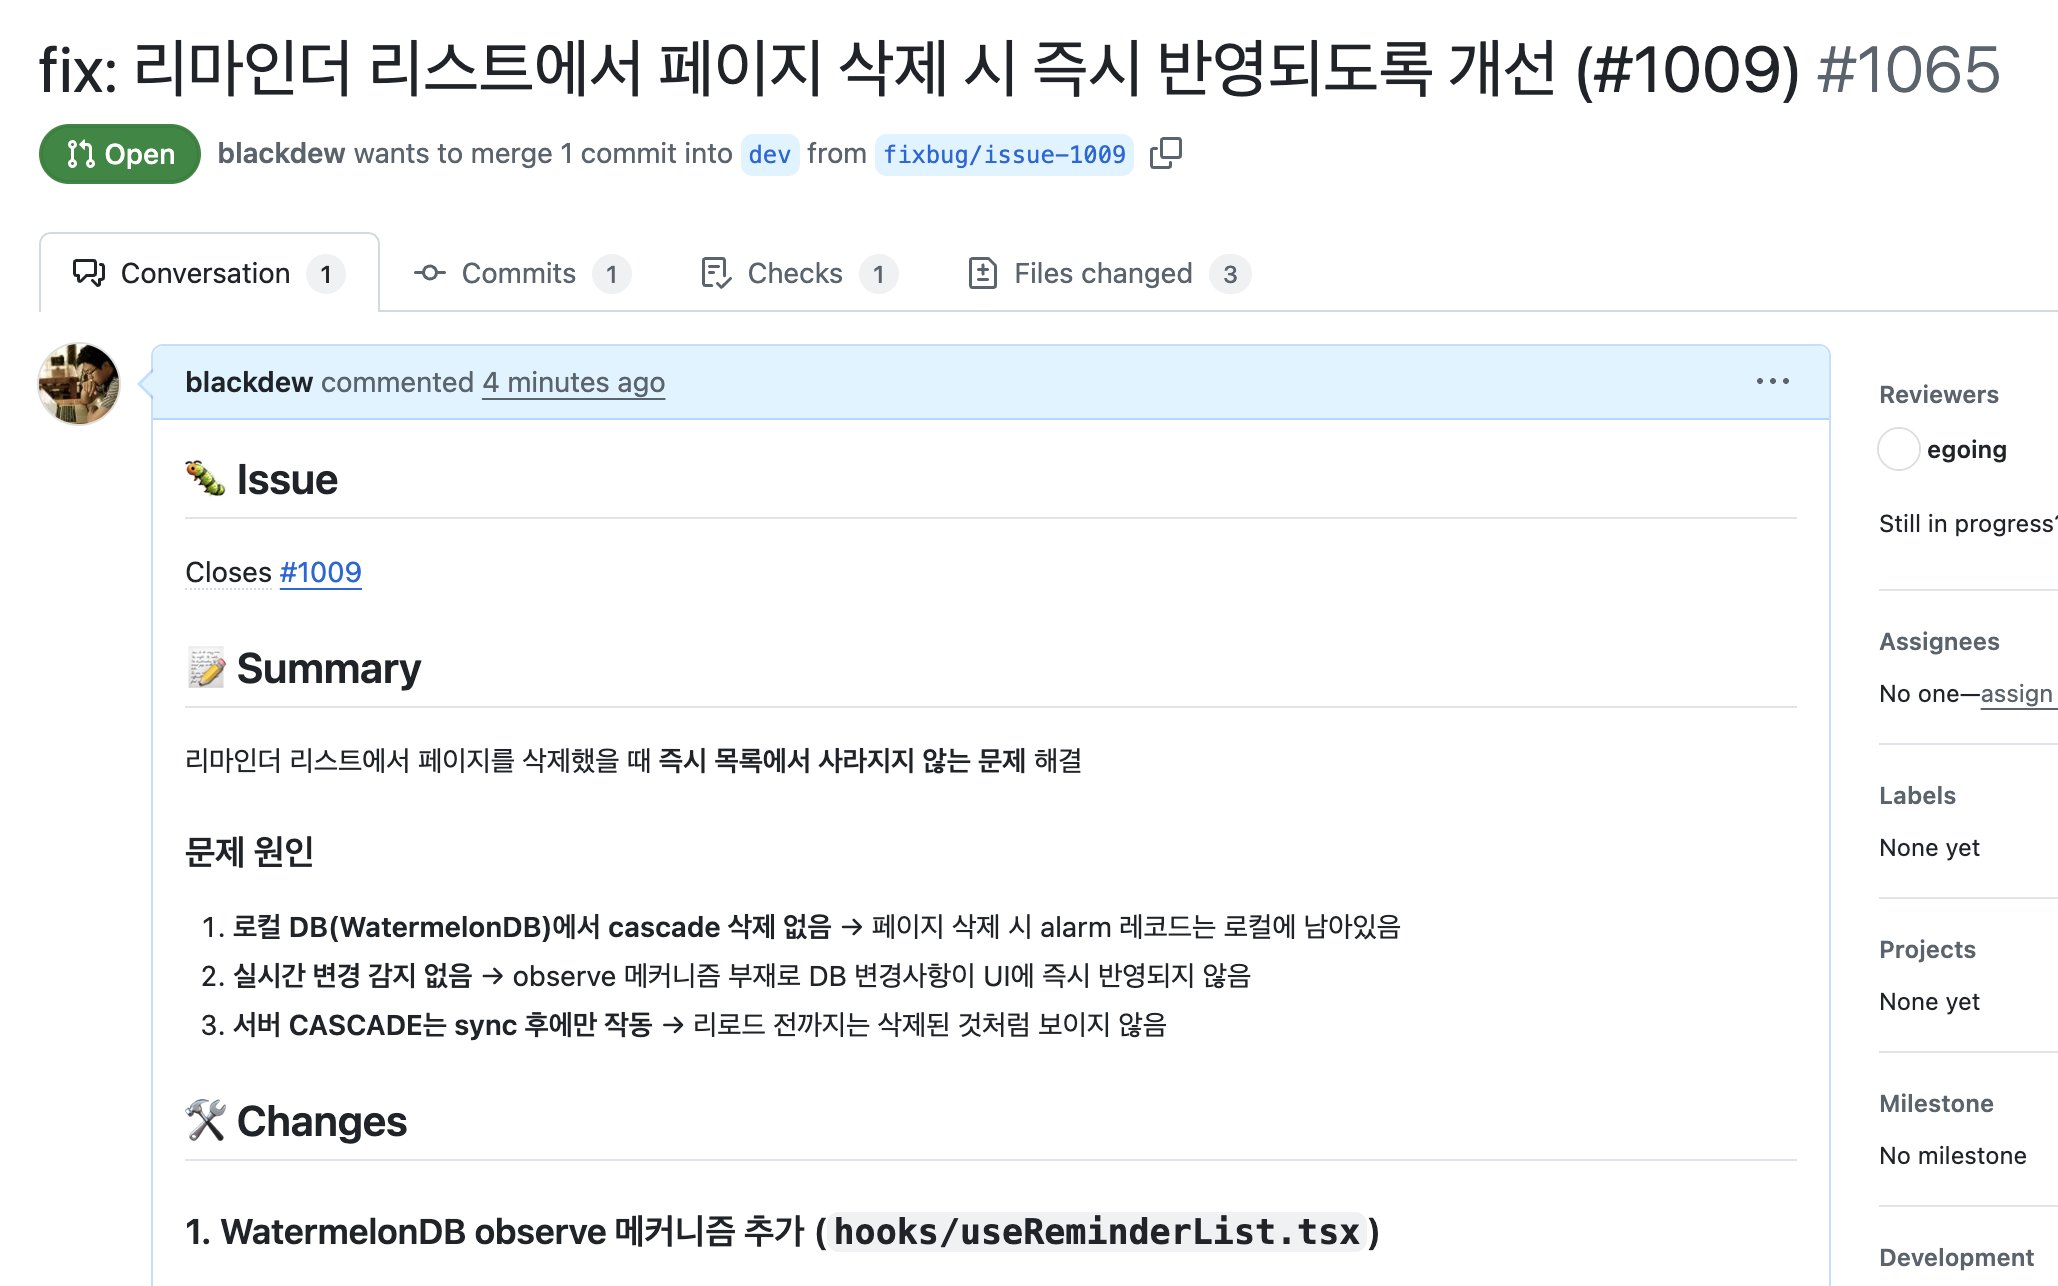 fix: 리마인더 리스트에서 페이지 삭제 시 즉시 반영되도록 개선 (#1009) #1065
Open blackdew wants to merge 1 commit into dev from fixbug/issue-1009
Conversation 1 Commits 1 Checks 1 Files changed 3
blackdew commented 4 minutes ago
🐛 Issue
Closes #1009
📝 Summary
리마인더 리스트에서 페이지를 삭제했을 때 즉시 목록에서 사라지지 않는 문제 해결
문제 원인
1. 로컬 DB(WatermelonDB)에서 cascade 삭제 없음 → 페이지 삭제 시 alarm 레코드는 로컬에 남아있음
2. 실시간 변경 감지 없음 → observe 메커니즘 부재로 DB 변경사항이 UI에 즉시 반영되지 않음
3. 서버 CASCADE는 sync 후에만 작동 → 리로드 전까지는 삭제된 것처럼 보이지 않음
🛠️ Changes
1. WatermelonDB observe 메커니즘 추가 (hooks/useReminderList.tsx)
Reviewers
egoing
Still in progress?
Assignees
No one—assign
Labels
None yet
Projects
None yet
Milestone
No milestone
Development